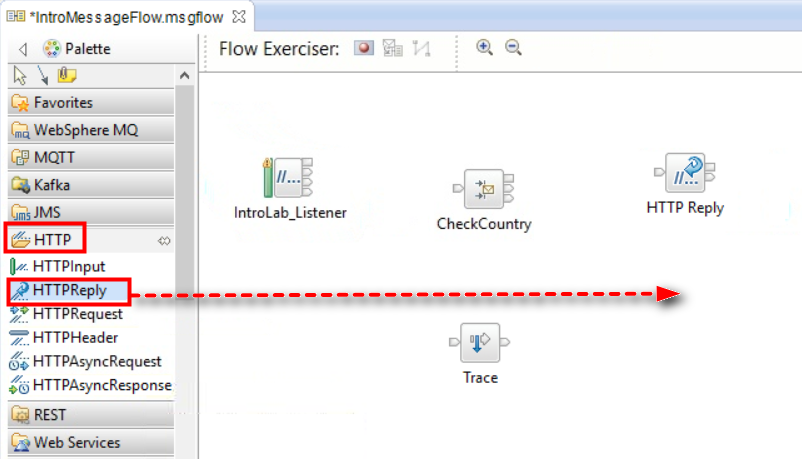 *IntroMessageFlow.msgflow
Palette
Flow Exerciser:
Favorites
WebSphere MQ
MQTT
Kafka
JMS
HTTP
HTTPInput
HTTPReply
HTTPRequest
HTTPHeader
HTTPAsyncRequest
HTTPAsyncResponse
REST
Web Services
IntroLab_Listener
CheckCountry
HTTP Reply
Trace